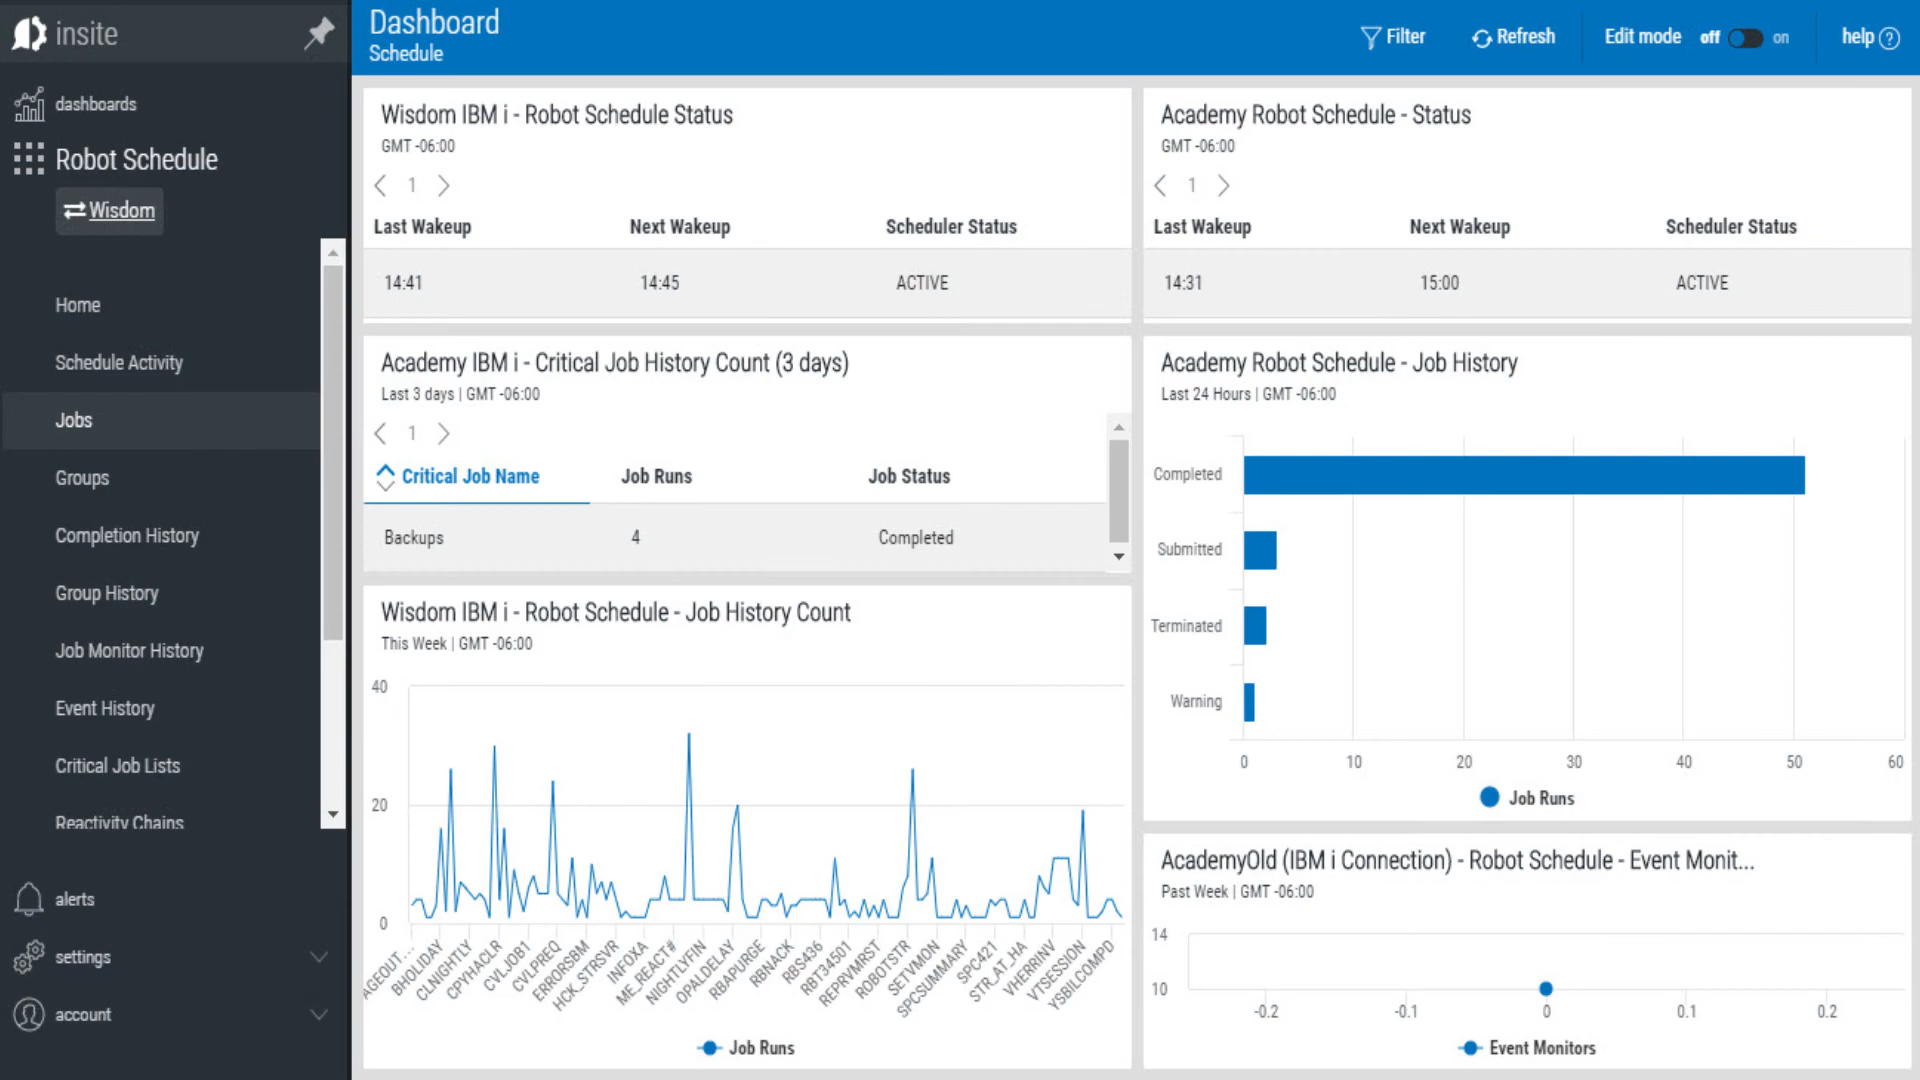 insite
dashboards
Robot Schedule
Wisdom
Home
Schedule Activity
Jobs
Groups
Completion History
Group History
Job Monitor History
Event History
Critical Job Lists
Reactivity Chains
alerts
settings
account
Dashboard
Schedule
Filter
Refresh
Edit mode off on
help ?
Wisdom IBM i - Robot Schedule Status
GMT -06:00
1
Last Wakeup Next Wakeup Scheduler Status
14:41 14:45 ACTIVE
Academy Robot Schedule - Status
GMT -06:00
1
Last Wakeup Next Wakeup Scheduler Status
14:31 15:00 ACTIVE
Academy IBM i - Critical Job History Count (3 days)
Last 3 days | GMT -06:00
1
Critical Job Name Job Runs Job Status
Backups 4 Completed
Academy Robot Schedule - Job History
Last 24 Hours | GMT -06:00
Completed
Submitted
Terminated
Warning
0 10 20 30 40 50 60
Job Runs
Wisdom IBM i - Robot Schedule - Job History Count
This Week | GMT -06:00
40
20
0
AGEOUT... BHOLIDAY CLNIGHTLY CPYHACLR CVLJOB1 CVLPREQ ERRORSBM HCK_STRSVR INFOXA ME_REACT# NIGHTLYFIN OPALDELAY RBAPURGE RBNACK RBS436 RBT34501 REPRVMRST ROBOTSTR SETVMON SPCSUMMARY SPC421 STR_AT_HA VHERRINV VTSESSION YSBILCOMPD
Job Runs
AcademyOld (IBM i Connection) - Robot Schedule - Event Monit...
Past Week | GMT -06:00
14
10
-0.2 -0.1 0 0.1 0.2
Event Monitors